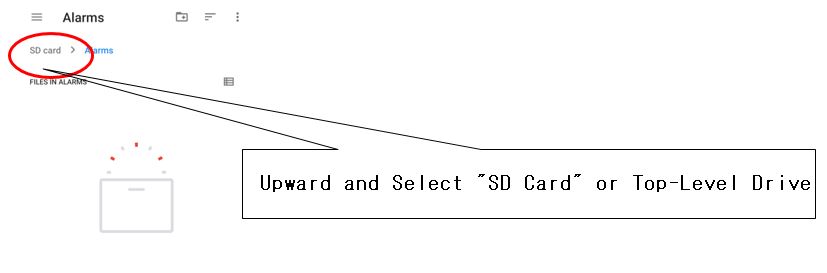 Alarms
SD card > Alarms
FILES IN ALARMS
Upward and Select "SD Card" or Top-Level Drive